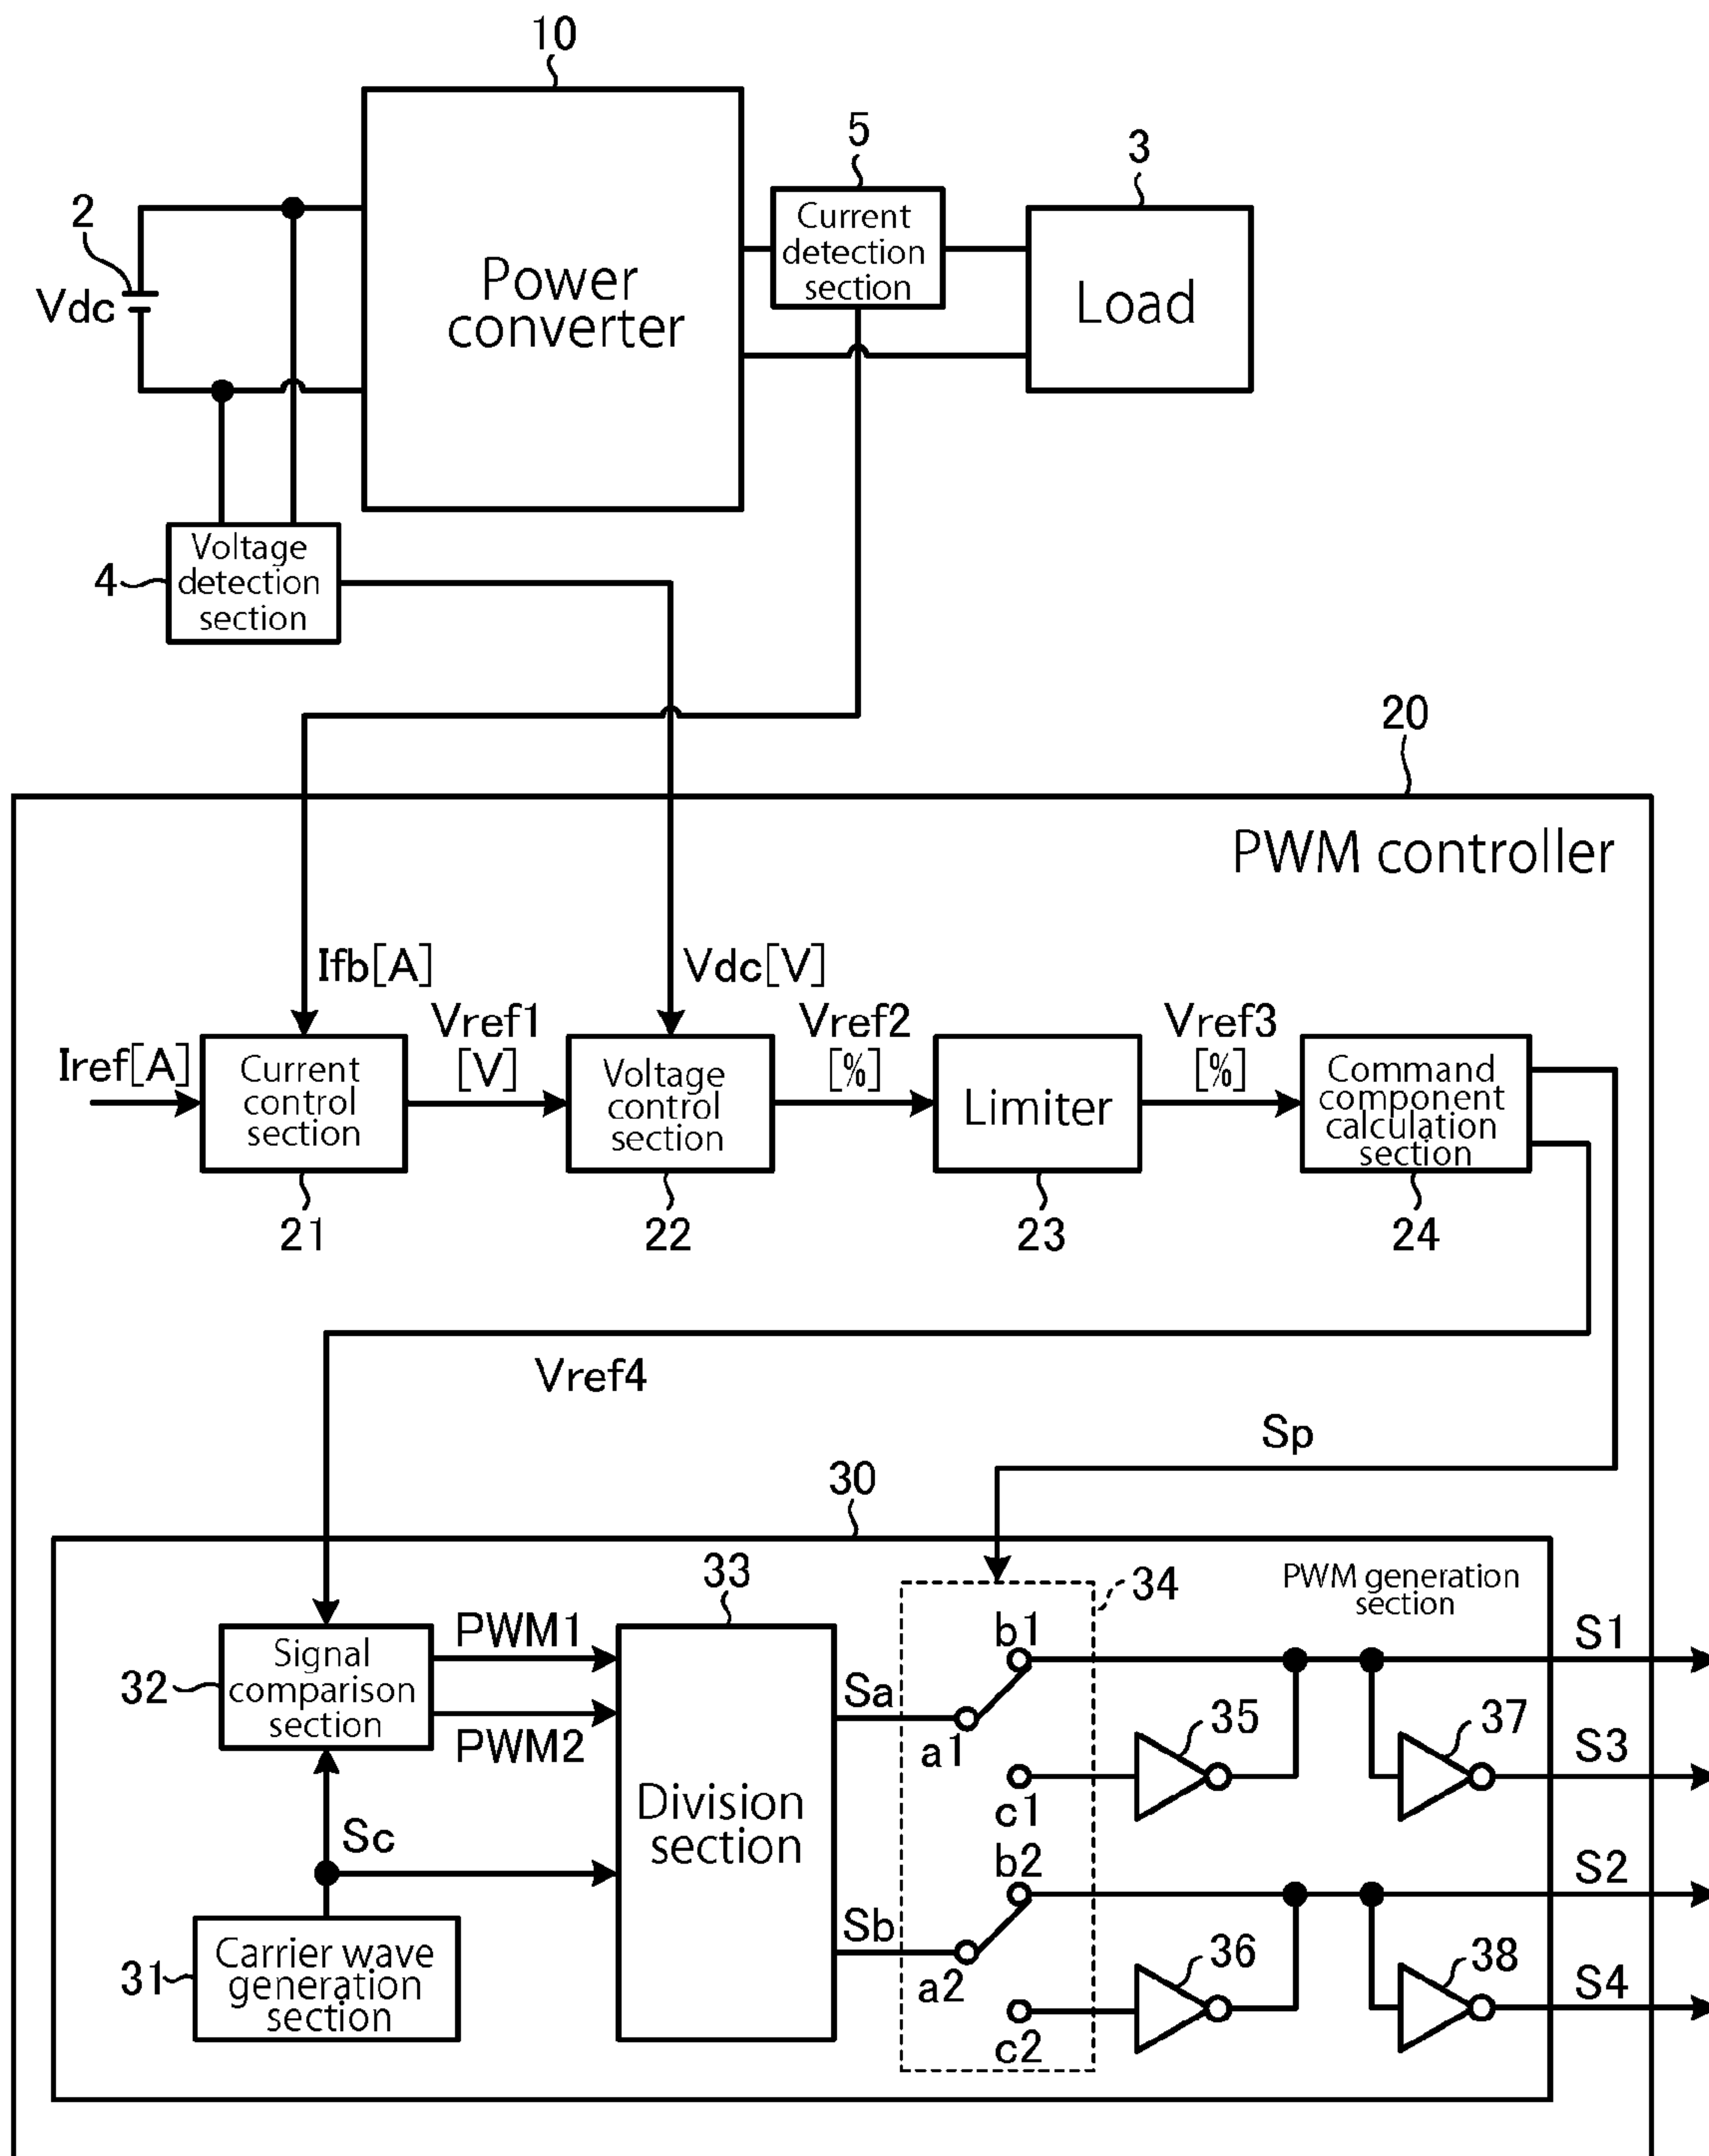 10
5
3
2
Current
detection
section
Power
converter
Load
Vdc
Voltage
detection
section
4
20
PWM controller
Ifb[A]
Vdc[V]
Vref1
[V]
Vref2
[%]
Vref3
[%]
Iref[A]
Current
control
section
Voltage
control
section
Limiter
Command
component
calculation
section
21
22
23
24
Vref4
Sp
30
33
34
PWM generation
section
32
Signal
comparison
section
PWM1
PWM2
Sc
31
Carrier wave
generation
section
Division
section
Sa
Sb
b1
a1
c1
b2
a2
c2
35
37
36
38
S1
S3
S2
S4